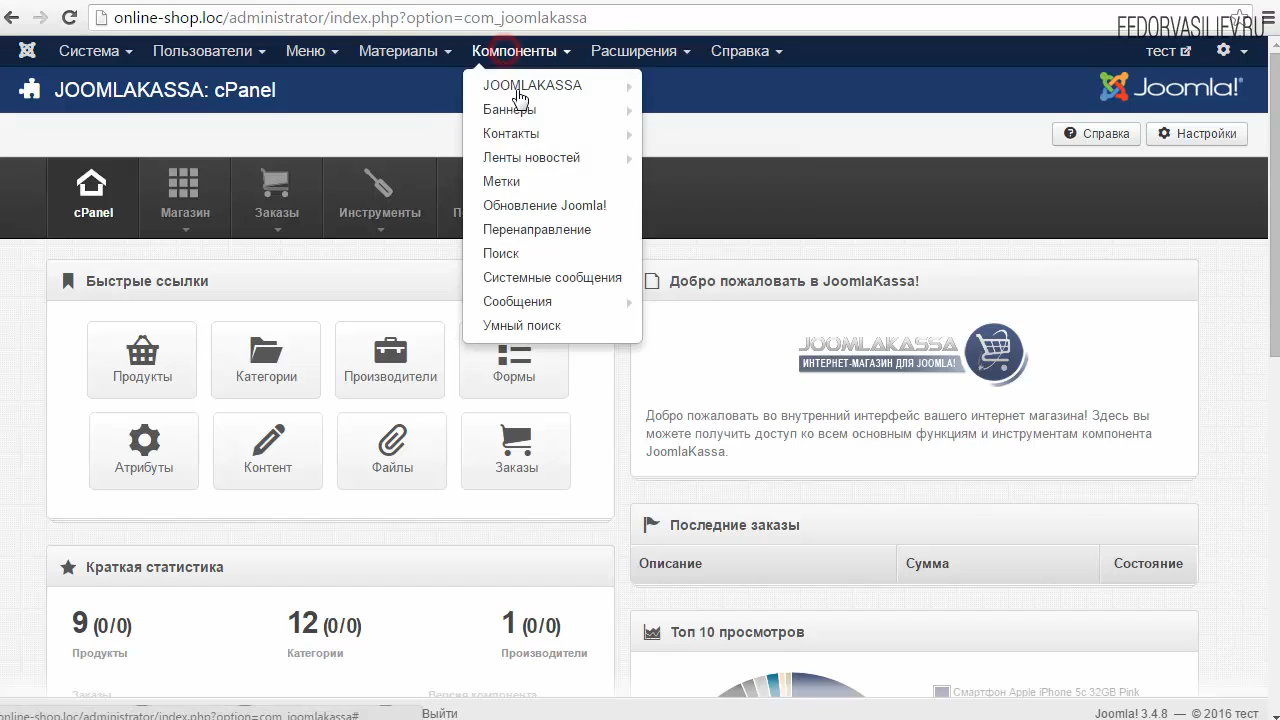 online-shop.loc/administrator/index.php?option=com_joomlakassa
FEDORVASILIEV.RU
Система Пользователи Меню Материалы Компоненты Расширения Справка тест
JOOMLAKASSA: cPanel
Joomla!
JOOMLAKASSA
Баннеры
Контакты
Ленты новостей
Метки
Обновление Joomla!
Перенаправление
Поиск
Системные сообщения
Сообщения
Умный поиск
Справка Настройки
cPanel Магазин Заказы Инструменты
Быстрые ссылки
Продукты Категории Производители Формы
Атрибуты Контент Файлы Заказы
Добро пожаловать в JoomlaKassa!
JOOMLAKASSA
ИНТЕРНЕТ-МАГАЗИН ДЛЯ JOOMLA!
Добро пожаловать во внутренний интерфейс вашего интернет магазина! Здесь вы
можете получить доступ ко всем основным функциям и инструментам компонента
JoomlaKassa.
Последние заказы
Описание Сумма Состояние
Краткая статистика
9 (0/0) 12 (0/0) 1 (0/0)
Продукты Категории Производители
Заказы Версия компонента
Топ 10 просмотров
Смартфон Apple iPhone 5c 32GB Pink
online-shop.loc/administrator/index.php?option=com_joomlakassa#
Выйти
Joomla! 3.4.8 — © 2016 тест